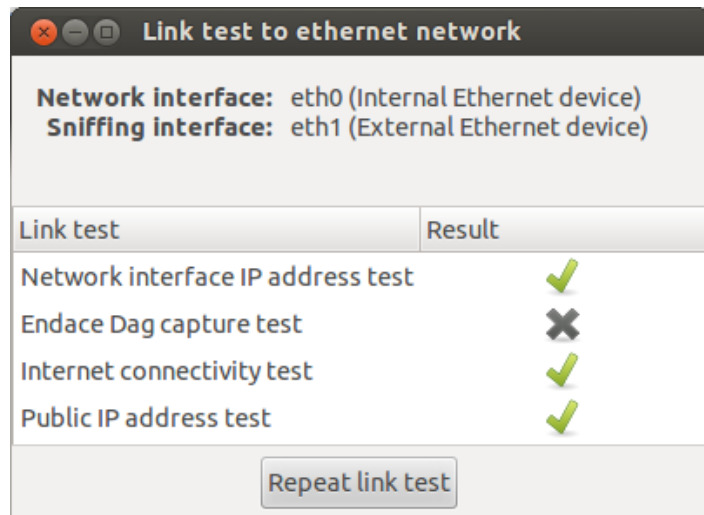 Link test to ethernet network
Network interface: eth0 (Internal Ethernet device)
Sniffing interface: eth1 (External Ethernet device)
Link test Result
Network interface IP address test
Endace Dag capture test
Internet connectivity test
Public IP address test
Repeat link test